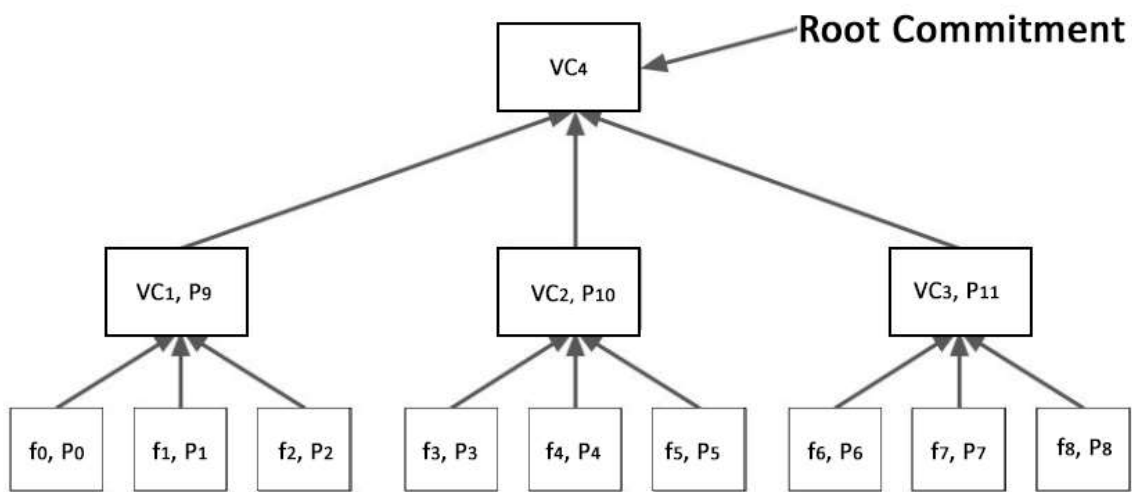 Root Commitment
VC4
VC1, P9
VC2, P10
VC3, P11
f0, P0
f1, P1
f2, P2
f3, P3
f4, P4
f5, P5
f6, P6
f7, P7
f8, P8